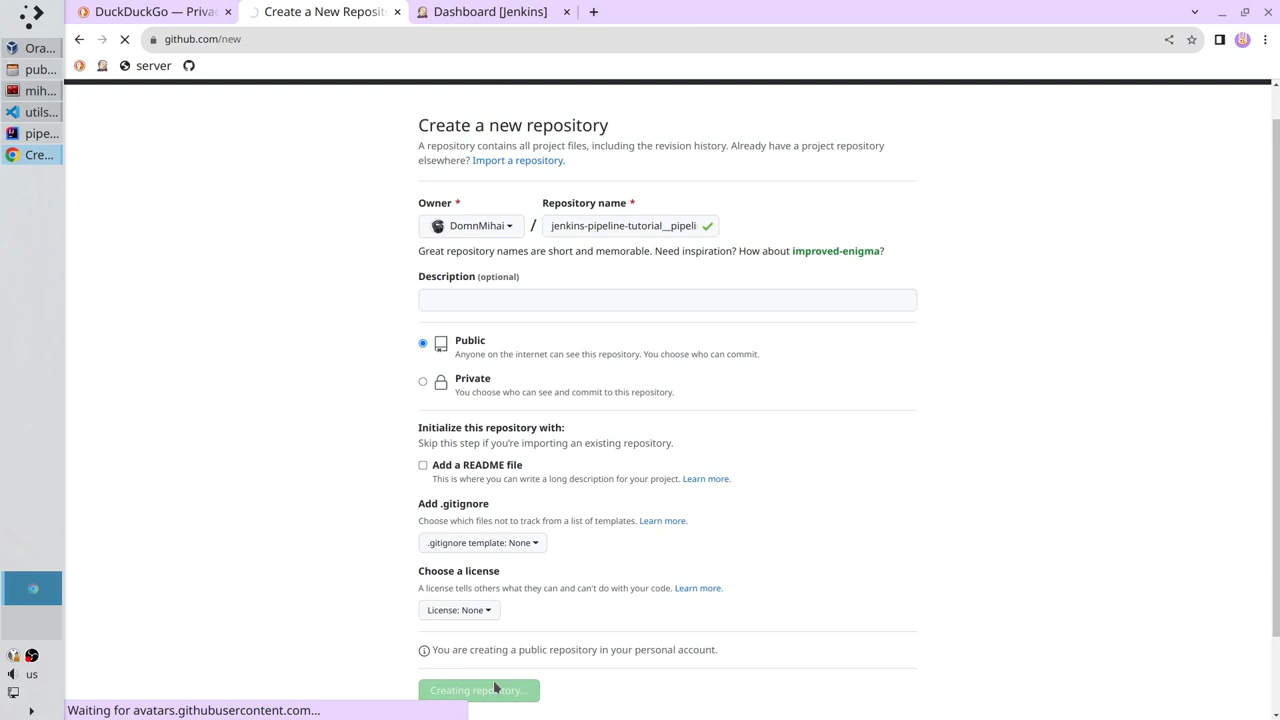 DuckDuckGo — Priva
Create a New Reposit
Dashboard [Jenkins]
github.com/new
server
Ora...
pub...
mih...
utils...
pipe...
Cre...
us
Create a new repository
A repository contains all project files, including the revision history. Already have a project repository
elsewhere? Import a repository.
Owner *
Repository name *
DomnMihai
/
jenkins-pipeline-tutorial__pipeli
Great repository names are short and memorable. Need inspiration? How about improved-enigma?
Description (optional)
Public
Anyone on the internet can see this repository. You choose who can commit.
Private
You choose who can see and commit to this repository.
Initialize this repository with:
Skip this step if you're importing an existing repository.
Add a README file
This is where you can write a long description for your project. Learn more.
Add .gitignore
Choose which files not to track from a list of templates. Learn more.
.gitignore template: None
Choose a license
A license tells others what they can and can't do with your code. Learn more.
License: None
You are creating a public repository in your personal account.
Creating repository...
Waiting for avatars.githubusercontent.com...